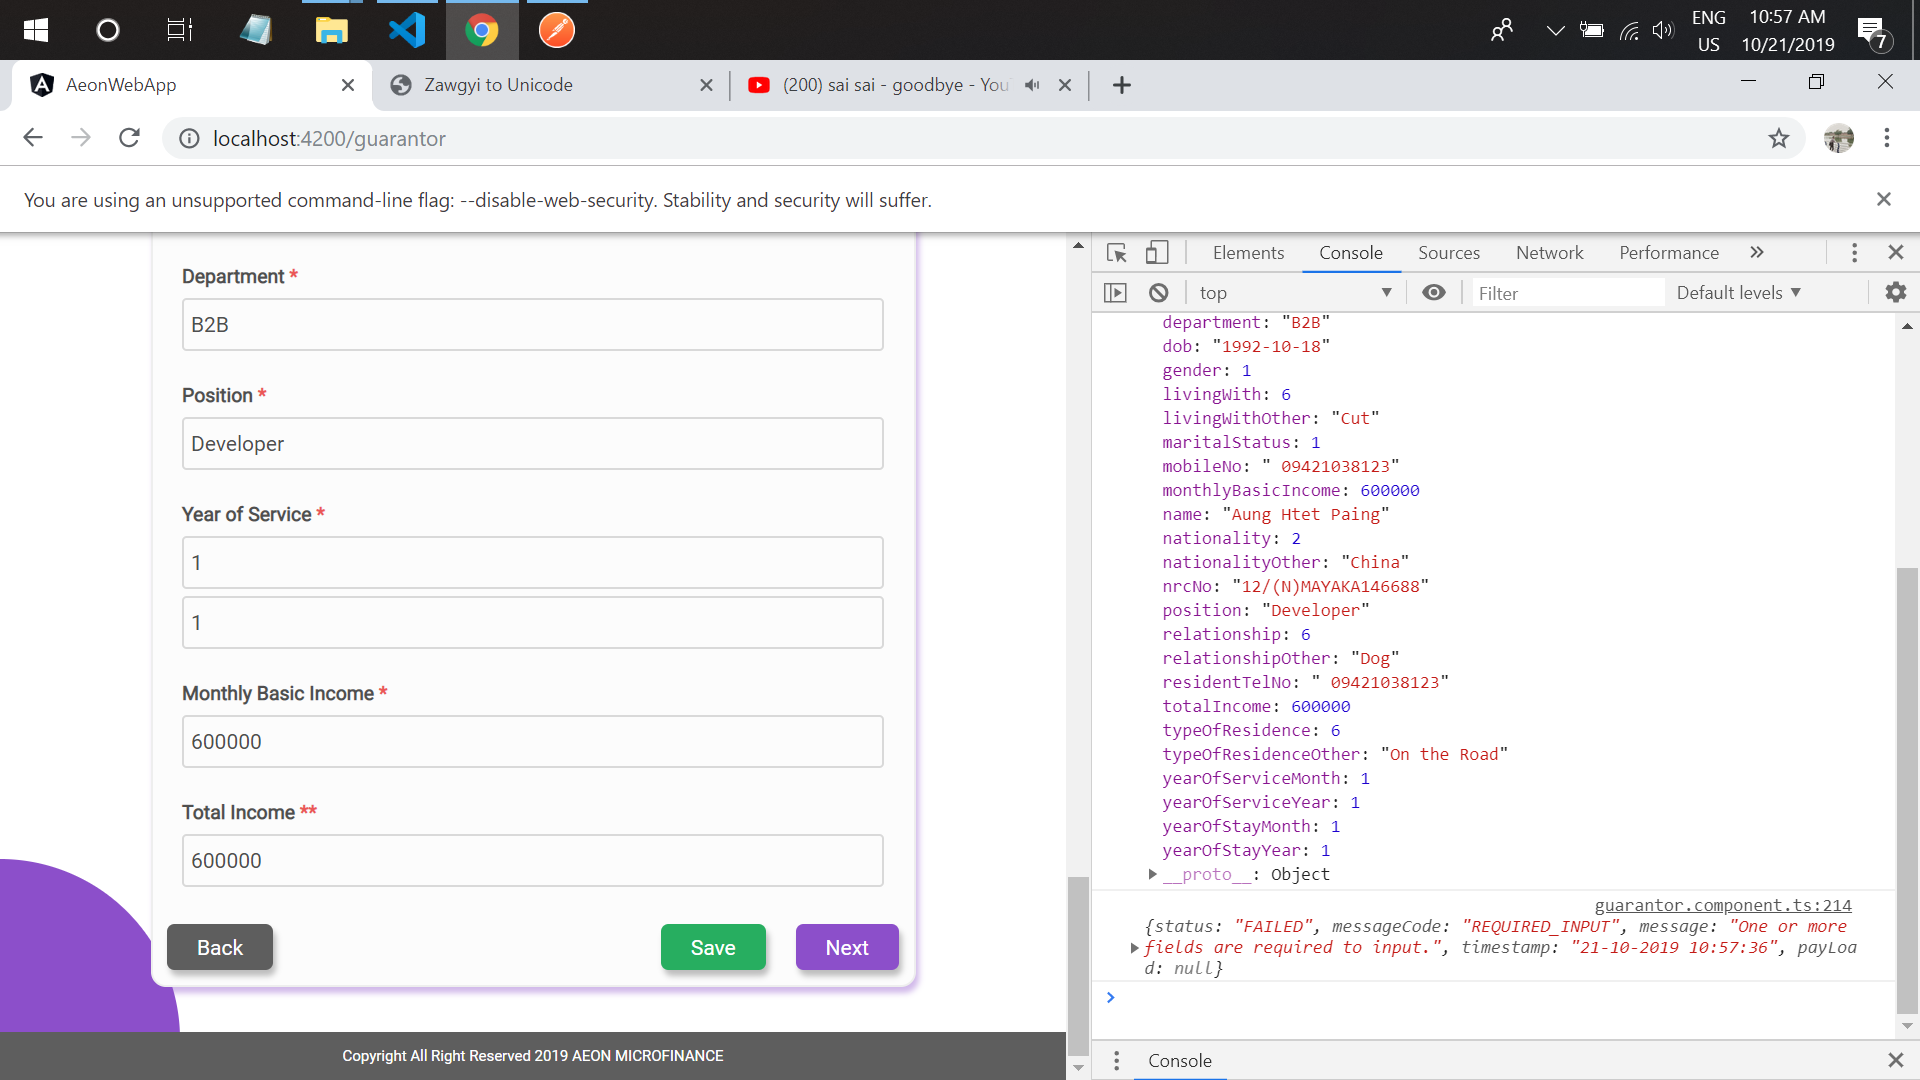 ENG
US
10:57 AM
10/21/2019
7
AeonWebApp
Zawgyi to Unicode
(200) sai sai - goodbye - You
localhost:4200/guarantor
You are using an unsupported command-line flag: --disable-web-security. Stability and security will suffer.
Department *
B2B
Position *
Developer
Year of Service *
1
1
Monthly Basic Income *
600000
Total Income **
600000
Back
Save
Next
Copyright All Right Reserved 2019 AEON MICROFINANCE
Elements Console Sources Network Performance
top
Filter
Default levels
department: "B2B"
dob: "1992-10-18"
gender: 1
livingWith: 6
livingWithOther: "Cut"
maritalStatus: 1
mobileNo: " 09421038123"
monthlyBasicIncome: 600000
name: "Aung Htet Paing"
nationality: 2
nationalityOther: "China"
nrcNo: "12/(N)MAYAKA146688"
position: "Developer"
relationship: 6
relationshipOther: "Dog"
residentTelNo: " 09421038123"
totalIncome: 600000
typeOfResidence: 6
typeOfResidenceOther: "On the Road"
yearOfServiceMonth: 1
yearOfServiceYear: 1
yearOfStayMonth: 1
yearOfStayYear: 1
__proto__: Object
guarantor.component.ts:214
{status: "FAILED", messageCode: "REQUIRED_INPUT", message: "One or more
fields are required to input.", timestamp: "21-10-2019 10:57:36", payLoa
d: null}
Console